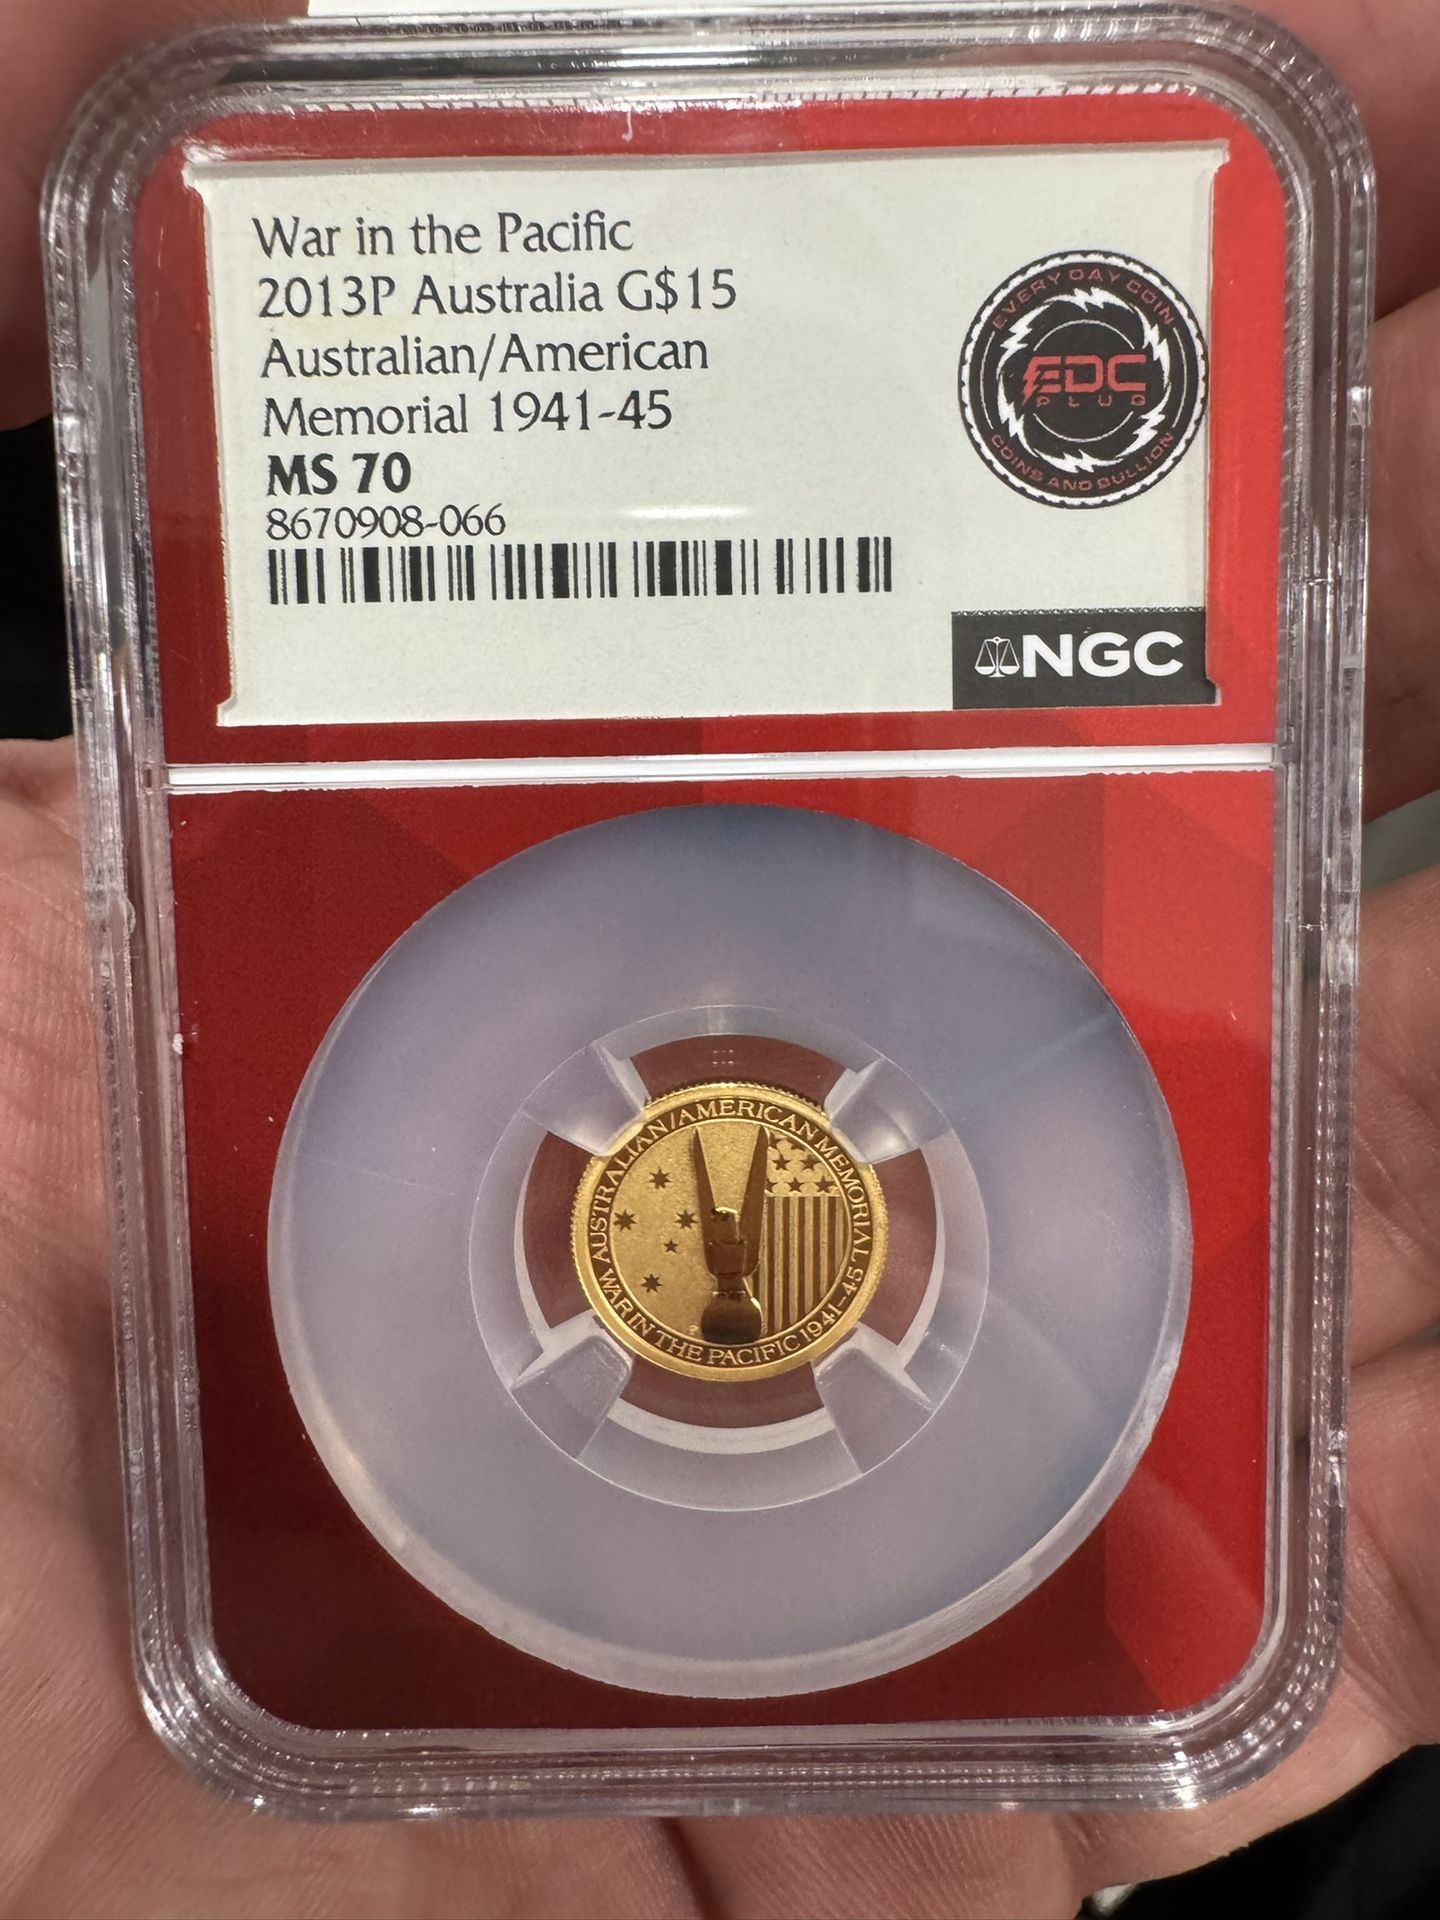 War in the Pacific
2013P Australia G$15
Australian/American
Memorial 1941-45
MS 70
8670908-066
EVERY DAY COIN
EDC
PLUG
COINS AND BULLION
NGC
AUSTRALIAN/AMERICAN MEMORIAL
WAR IN THE PACIFIC 1941-45
P